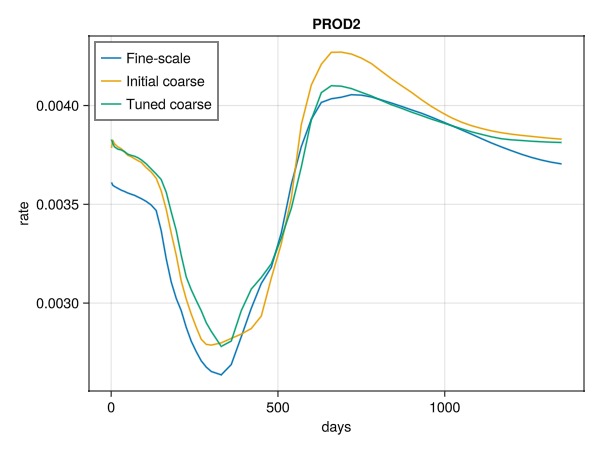 PROD2
Fine-scale
Initial coarse
Tuned coarse
0.0040
0.0035
0.0030
rate
0
500
1000
days